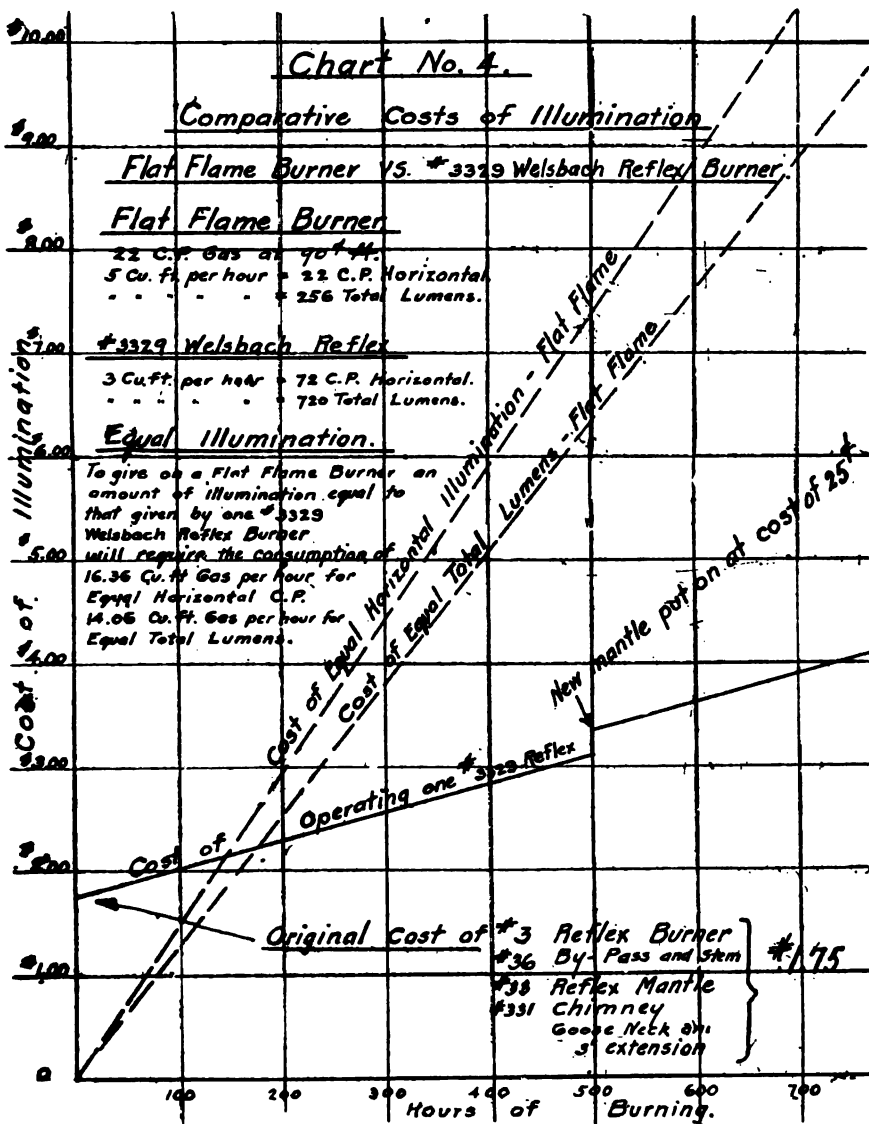 Chart No. 4.
Comparative Costs of Illumination
Flat Flame Burner VS. #3329 Welsbach Reflex Burner
Flat Flame Burner
22 C.P. Gas at 90¢
5 Cu. ft. per hour = 22 C.P. Horizontal.
" " " " = 256 Total Lumens.
#3329 Welsbach Reflex
3 Cu.ft. per hour = 72 C.P. Horizontal.
" " " " = 720 Total Lumens.
Equal Illumination.
To give on a Flat Flame Burner an
amount of illumination equal to
that given by one #3329
Welsbach Reflex Burner
will require the consumption of
16.36 Cu.ft Gas per hour for
Equal Horizontal C.P.
14.06 Cu.ft. Gas per hour for
Equal Total Lumens.
Cost of Equal Horizontal Illumination - Flat Flame
Cost of Equal Total Lumens - Flat Flame
New mantle put on at cost of 25¢
Cost of Operating one #3329 Reflex
Original Cost of #3 Reflex Burner
#36 By-Pass and Stem
#38 Reflex Mantle
#331 Chimney
Goose Neck
3" extension
$1.75
Cost of Illumination
$10.00
$9.00
$8.00
$7.00
$6.00
$5.00
$4.00
$3.00
$2.00
$1.00
0
100
200
300
400
500
600
700
Hours of Burning.